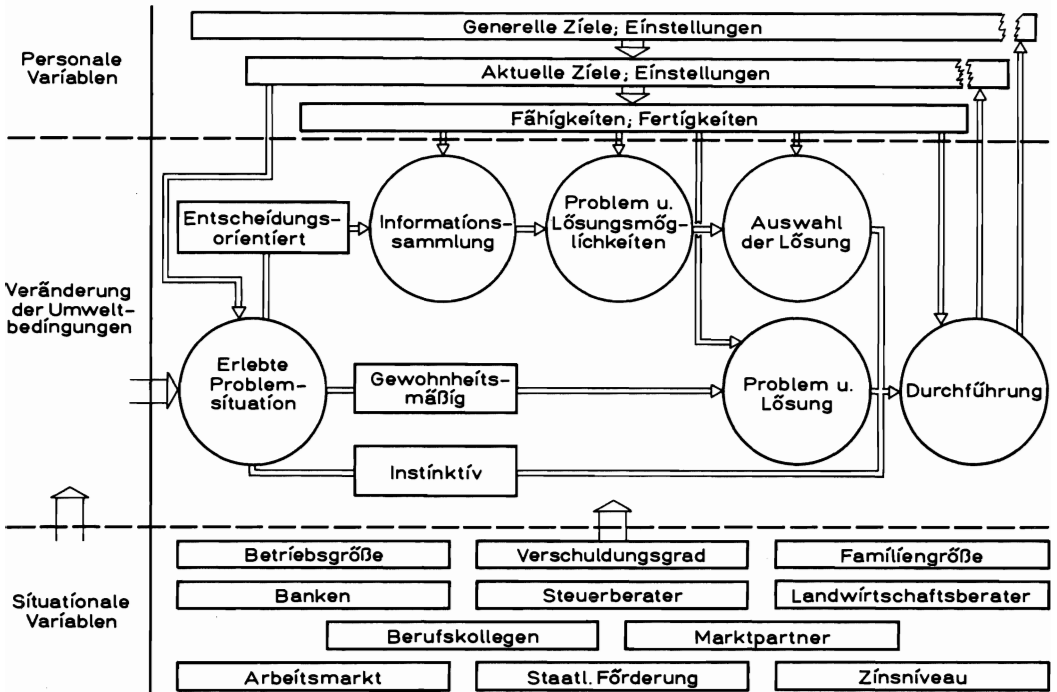 Generelle Ziele; Einstellungen
Personale
Variablen
Aktuelle Ziele; Einstellungen
Fähigkeiten; Fertigkeiten
Entscheidungs-
orientiert
Informations-
sammlung
Problem u.
Lösungsmög-
lichkeiten
Auswahl
der Lösung
Veränderung
der Umwelt-
bedingungen
Erlebte
Problem-
situation
Gewohnheits-
mäßig
Problem u.
Lösung
Durchführung
Instinktiv
Situationale
Variablen
Betriebsgröße
Verschuldungsgrad
Familiengröße
Banken
Steuerberater
Landwirtschaftsberater
Berufskollegen
Marktpartner
Arbeitsmarkt
Staatl. Förderung
Zinsniveau